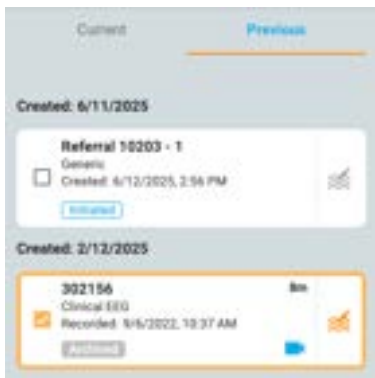 Current
Previous
Created: 6/11/2025
Referral 10203 - 1
Generic
Created: 6/12/2025, 2:56 PM
Initiated
Created: 2/12/2025
302156
8m
Clinical EEG
Recorded: 9/6/2022, 10:37 AM
Archived